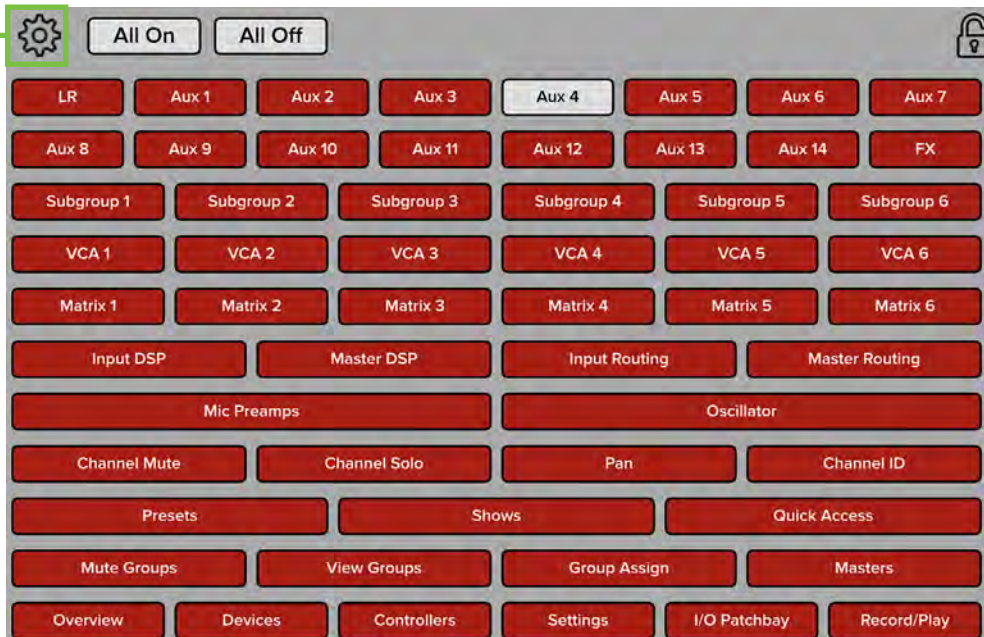 All On All Off
LR Aux 1 Aux 2 Aux 3 Aux 4 Aux 5 Aux 6 Aux 7
Aux 8 Aux 9 Aux 10 Aux 11 Aux 12 Aux 13 Aux 14 FX
Subgroup 1 Subgroup 2 Subgroup 3 Subgroup 4 Subgroup 5 Subgroup 6
VCA 1 VCA 2 VCA 3 VCA 4 VCA 5 VCA 6
Matrix 1 Matrix 2 Matrix 3 Matrix 4 Matrix 5 Matrix 6
Input DSP Master DSP Input Routing Master Routing
Mic Preamps Oscillator
Channel Mute Channel Solo Pan Channel ID
Presets Shows Quick Access
Mute Groups View Groups Group Assign Masters
Overview Devices Controllers Settings I/O Patchbay Record/Play